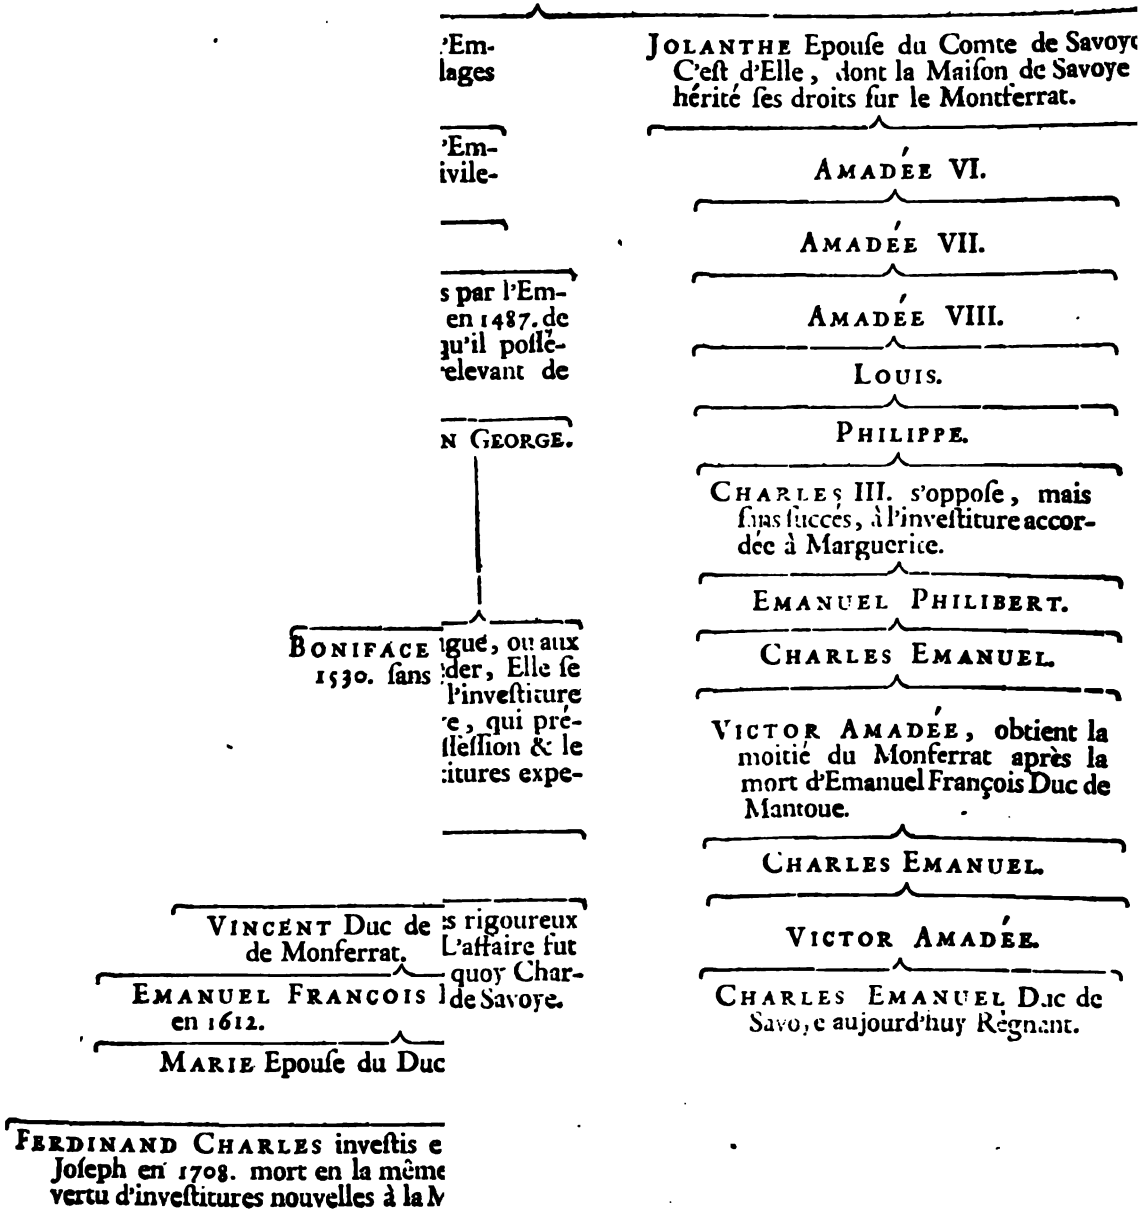 'Em-
lages
'Em-
ivile-
s par l'Em-
en 1487. de
qu'il possé-
elevant de
N GEORGE.
BONIFACE
1530. ſans
igue, ou aux
der, Elle ſe
l'inveſtiture
re, qui pré-
ſſeſſion & le
titures expe-
VINCENT Duc de
de Monferrat.
EMANUEL FRANCOIS
en 1612.
MARIE Epouſe du Duc
es rigoureux
L'affaire fut
quoy Char-
de Savoye.
FERDINAND CHARLES inveſtis e
Joſeph en 1708. mort en la même
vertu d'inveſtitures nouvelles à la M
JOLANTHE Epouſe du Comte de Savoye
C'eſt d'Elle, dont la Maiſon de Savoye
hérité ſes droits ſur le Montferrat.
AMADÉE VI.
AMADÉE VII.
AMADÉE VIII.
LOUIS.
PHILIPPE.
CHARLES III. s'oppoſe, mais
ſans ſuccés, à l'inveſtiture accor-
dée à Marguerite.
EMANUEL PHILIBERT.
CHARLES EMANUEL.
VICTOR AMADÉE, obtient la
moitié du Monferrat après la
mort d'Emanuel François Duc de
Mantoue.
CHARLES EMANUEL.
VICTOR AMADÉE.
CHARLES EMANUEL Duc de
Savoye aujourd'huy Régnant.